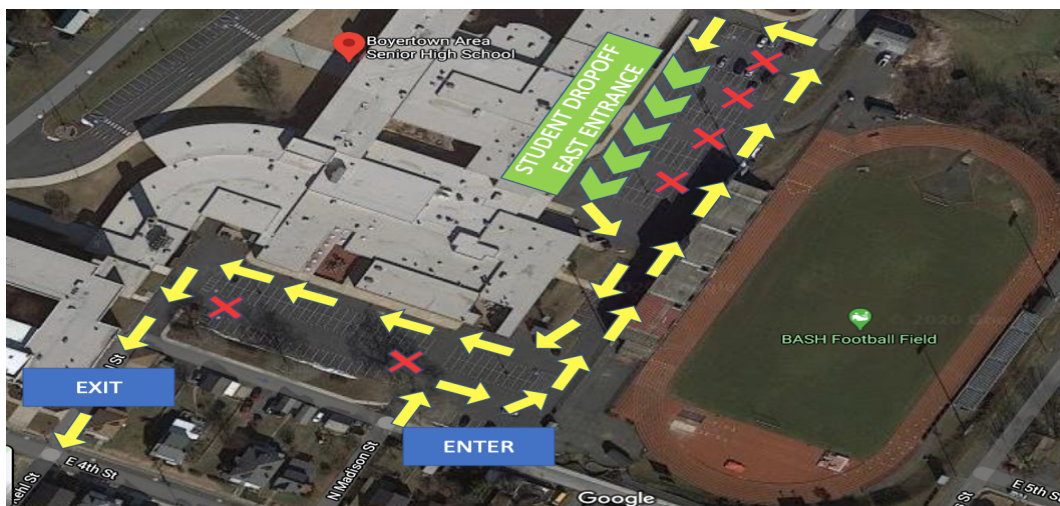 Boyertown Area
Senior High School
STUDENT DROPOFF
EAST ENTRANCE
BASH Football Field
EXIT
ENTER
E 4th St
N Madison St
Google
E 5th St